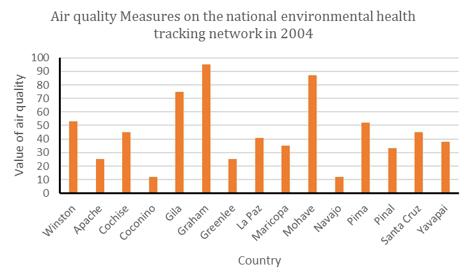 Air quality Measures on the national environmental health
tracking network in 2004
Value of air quality
100
90
80
70
60
50
40
30
20
10
0
Winston
Apache
Cochise
Coconino
Gila
Graham
Greenlee
La Paz
Maricopa
Mohave
Navajo
Pima
Pinal
Santa Cruz
Yavapai
Country